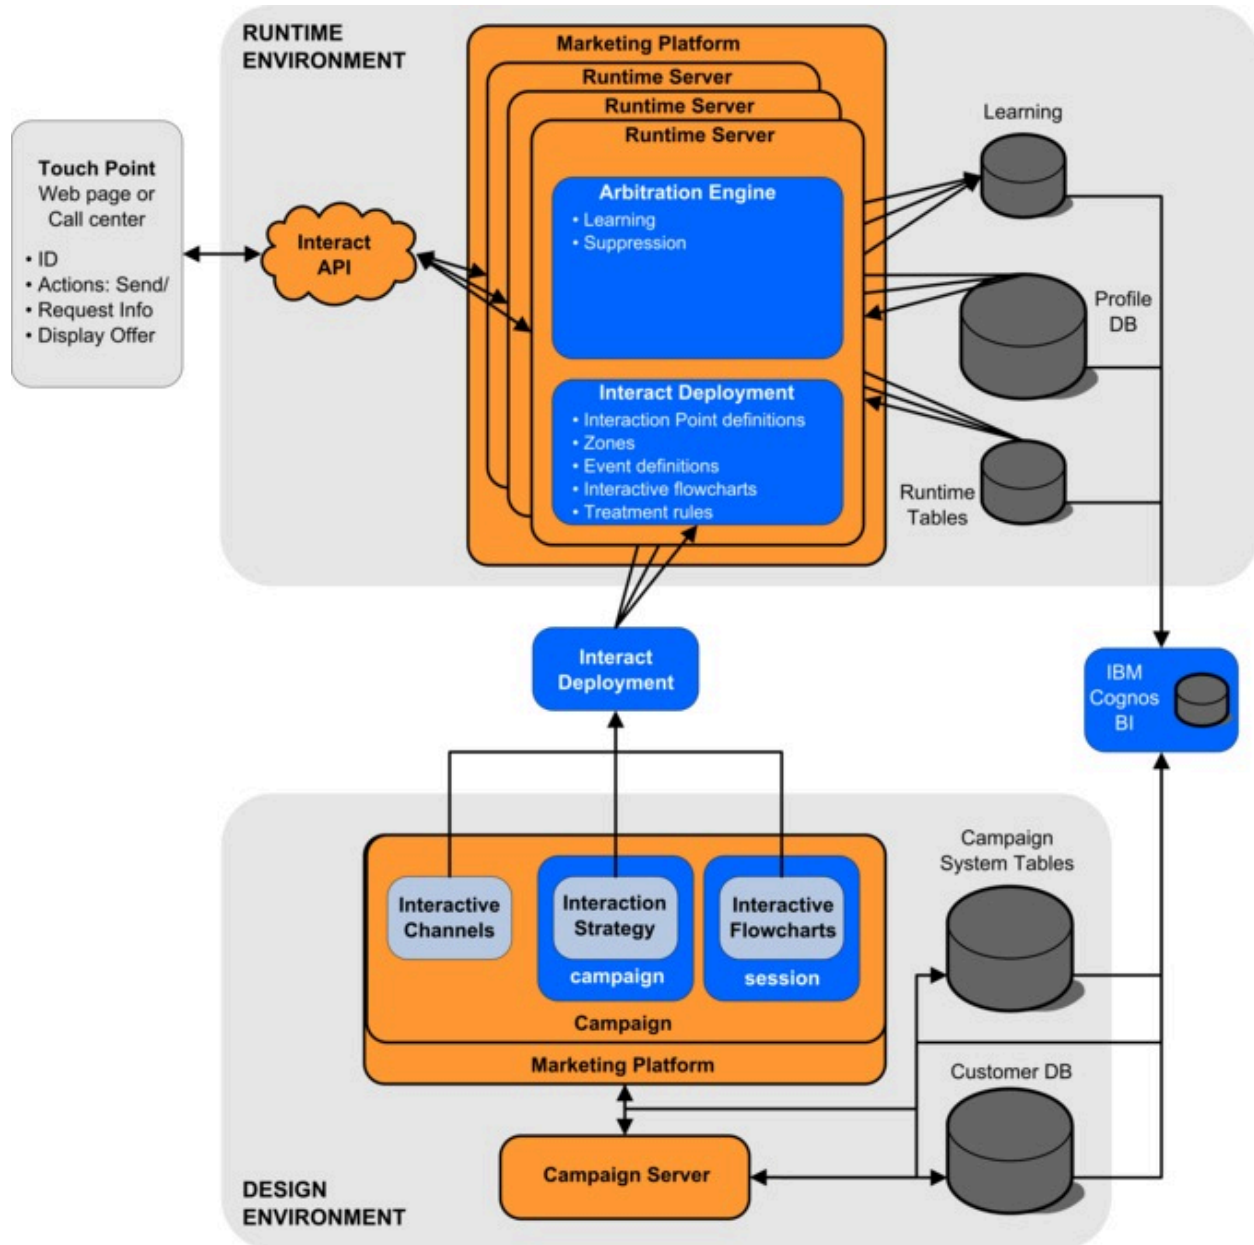 RUNTIME
ENVIRONMENT
Marketing Platform
Runtime Server
Runtime Server
Runtime Server
Touch Point
Web page or
Call center
• ID
• Actions: Send/
• Request Info
• Display Offer
Interact
API
Arbitration Engine
• Learning
• Suppression
Interact Deployment
• Interaction Point definitions
• Zones
• Event definitions
• Interactive flowcharts
• Treatment rules
Learning
Profile
DB
Runtime
Tables
Interact
Deployment
IBM
Cognos
BI
Interactive
Channels
Interaction
Strategy
campaign
Interactive
Flowcharts
session
Campaign
Marketing Platform
Campaign
System Tables
Customer DB
Campaign Server
DESIGN
ENVIRONMENT